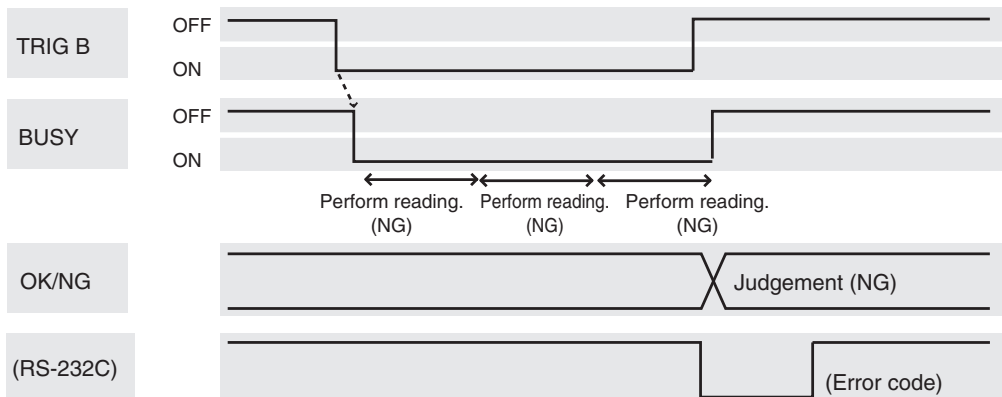 TRIG B
OFF
ON
BUSY
OFF
ON
Perform reading. Perform reading. Perform reading.
(NG) (NG) (NG)
OK/NG
Judgement (NG)
(RS-232C)
(Error code)